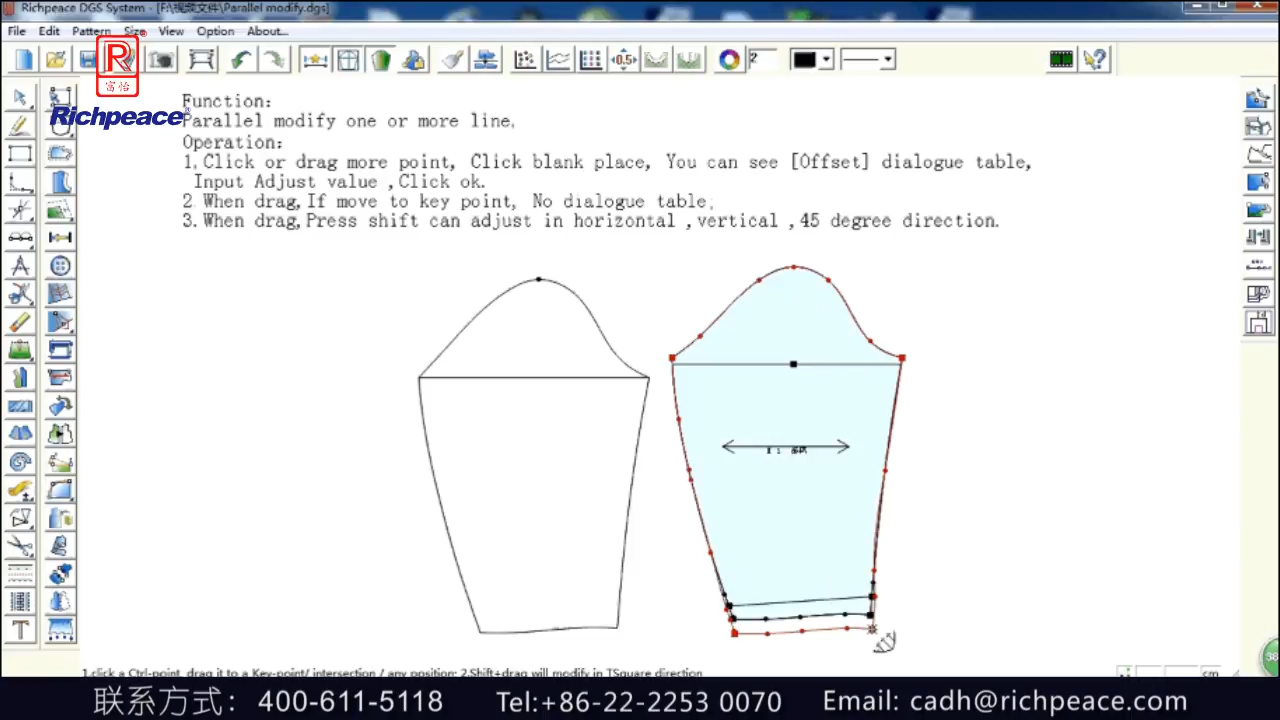 Richpeace DGS System - [F:\视频文件\Parallel modify.dgs]
File Edit Pattern Size View Option About...
R
富怡
Richpeace
2
Function:
Parallel modify one or more line.
Operation:
1.Click or drag more point, Click blank place, You can see [Offset] dialogue table,
Input Adjust value ,Click ok.
2 When drag,If move to key point, No dialogue table;
3.When drag,Press shift can adjust in horizontal ,vertical ,45 degree direction.
1.click a Ctrl-point, drag it to a Key-point/ intersection / any position; 2.Shift+drag will modify in TSquare direction
cm
38
联系方式：400-611-5118 Tel:+86-22-2253 0070 Email: cadh@richpeace.com